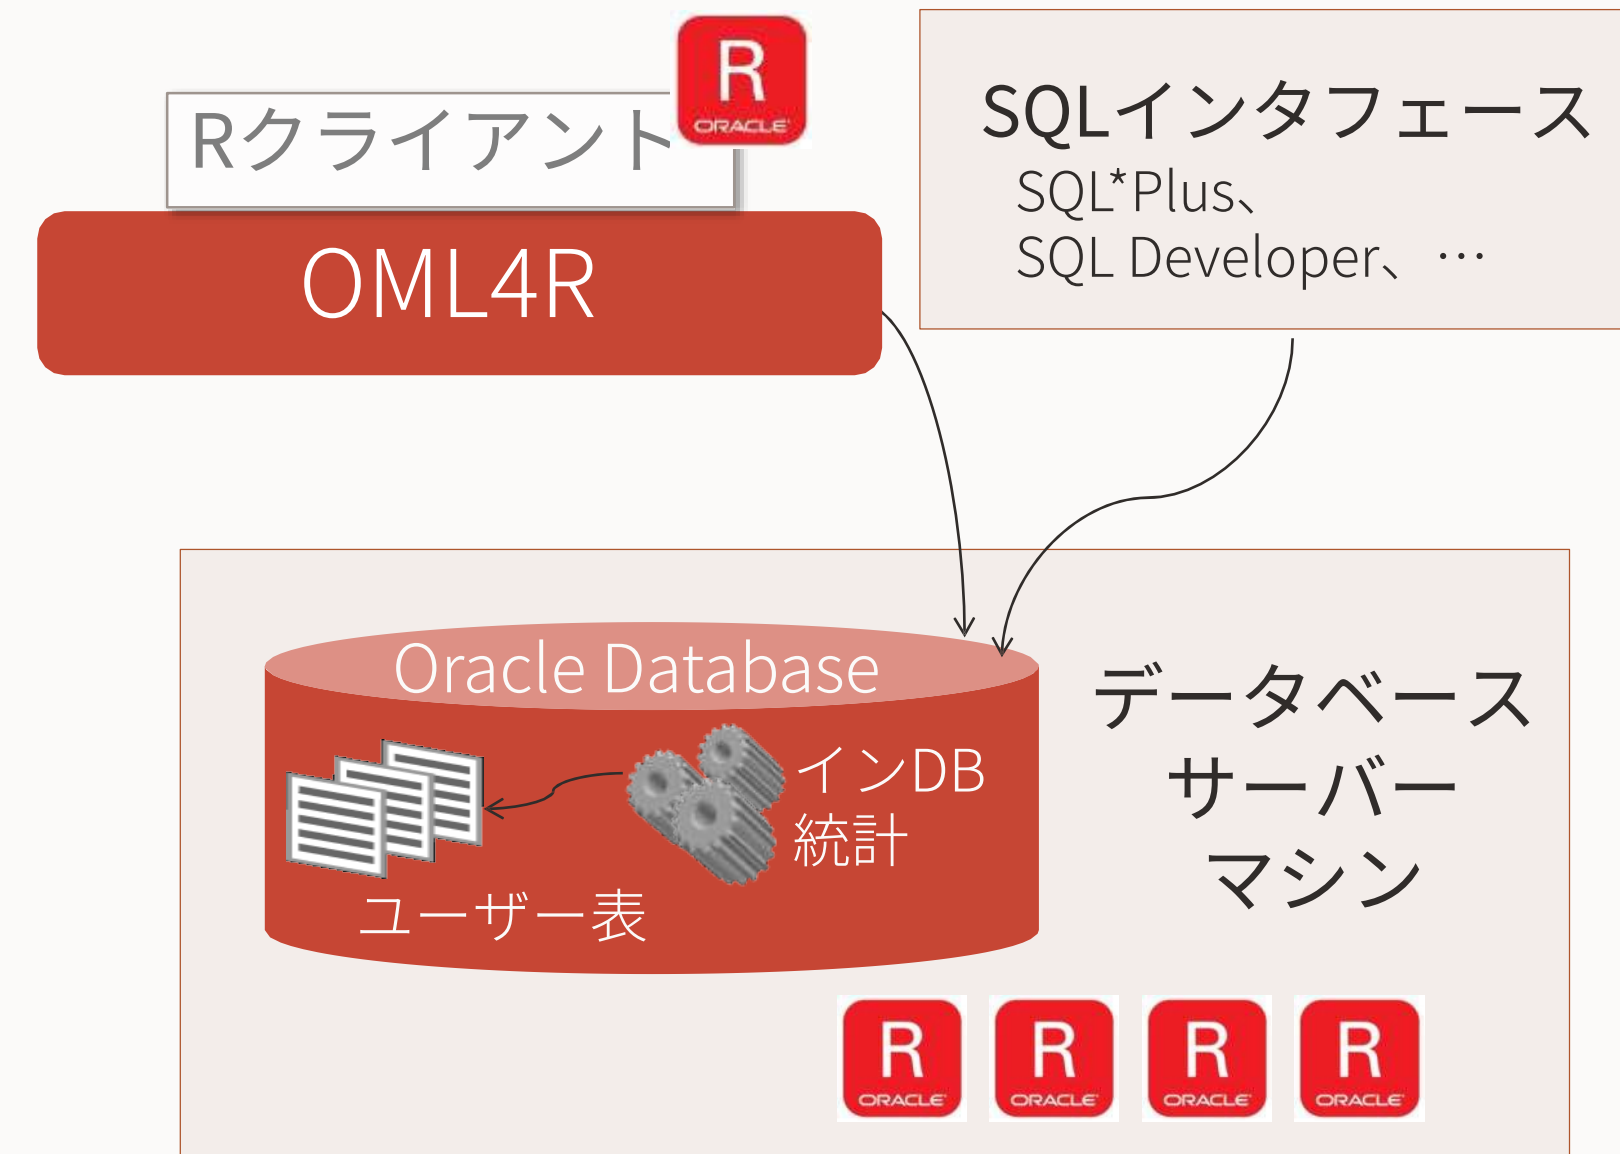 R
ORACLE
Rクライアント
OML4R
SQLインタフェース
SQL*Plus、
SQL Developer、…
Oracle Database
インDB
統計
ユーザー表
データベース
サーバー
マシン
R
ORACLE
R
ORACLE
R
ORACLE
R
ORACLE